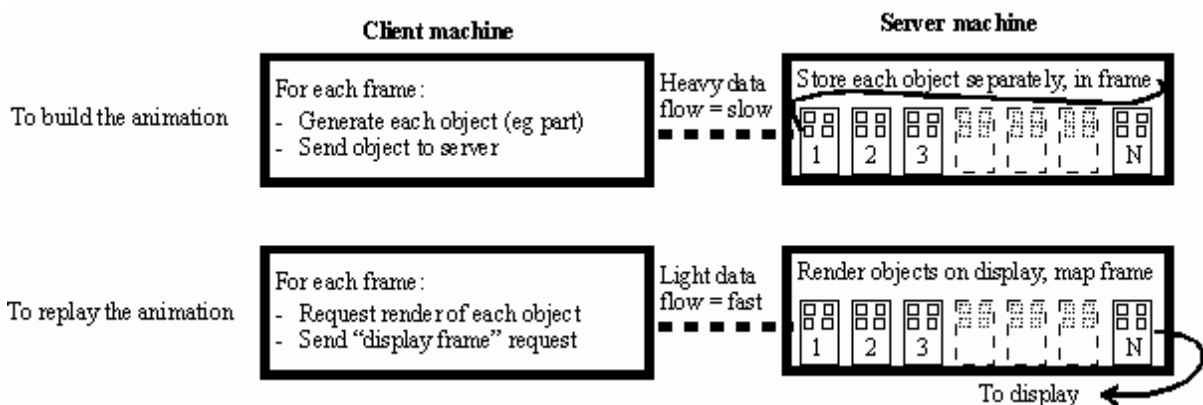 Client machine
Server machine
To build the animation
For each frame:
- Generate each object (eg part)
- Send object to server
Heavy data
flow = slow
Store each object separately, in frame
1 2 3 N
To replay the animation
For each frame:
- Request render of each object
- Send “display frame” request
Light data
flow = fast
Render objects on display, map frame
1 2 3 N
To display